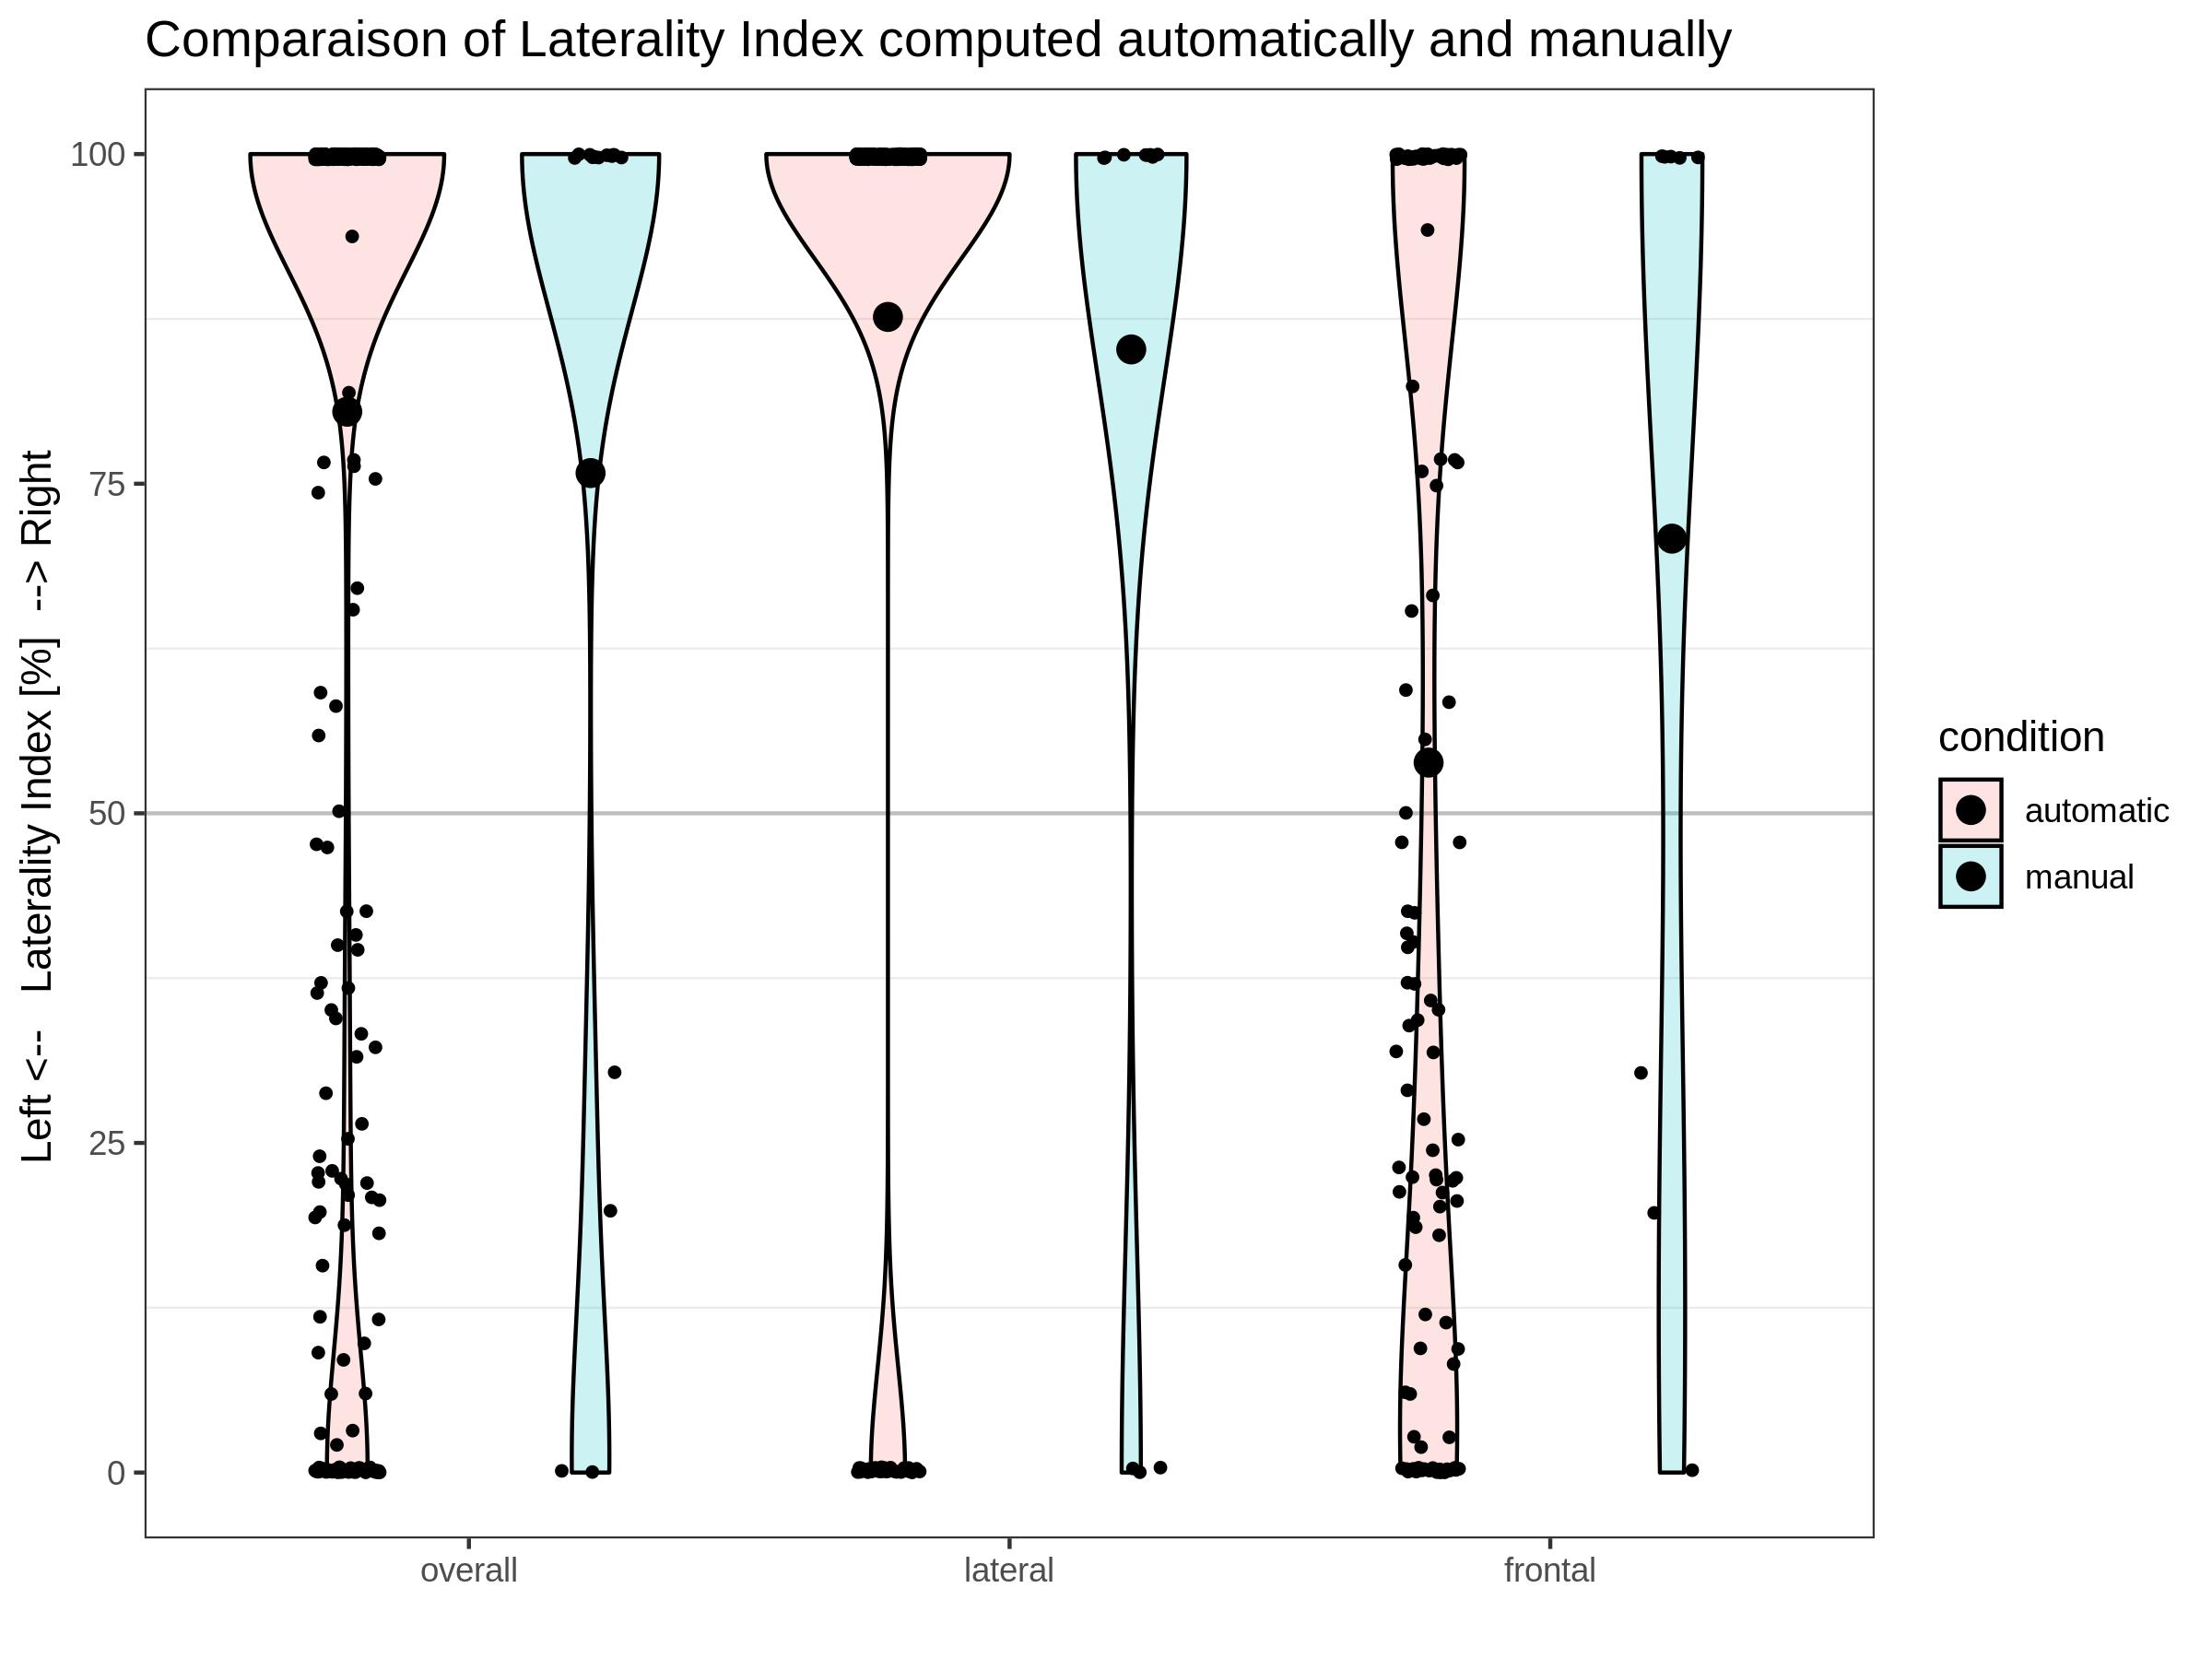 Comparaison of Laterality Index computed automatically and manually
Left <-- Laterality Index [%] --> Right
100
75
50
25
0
overall lateral frontal
condition
automatic
manual